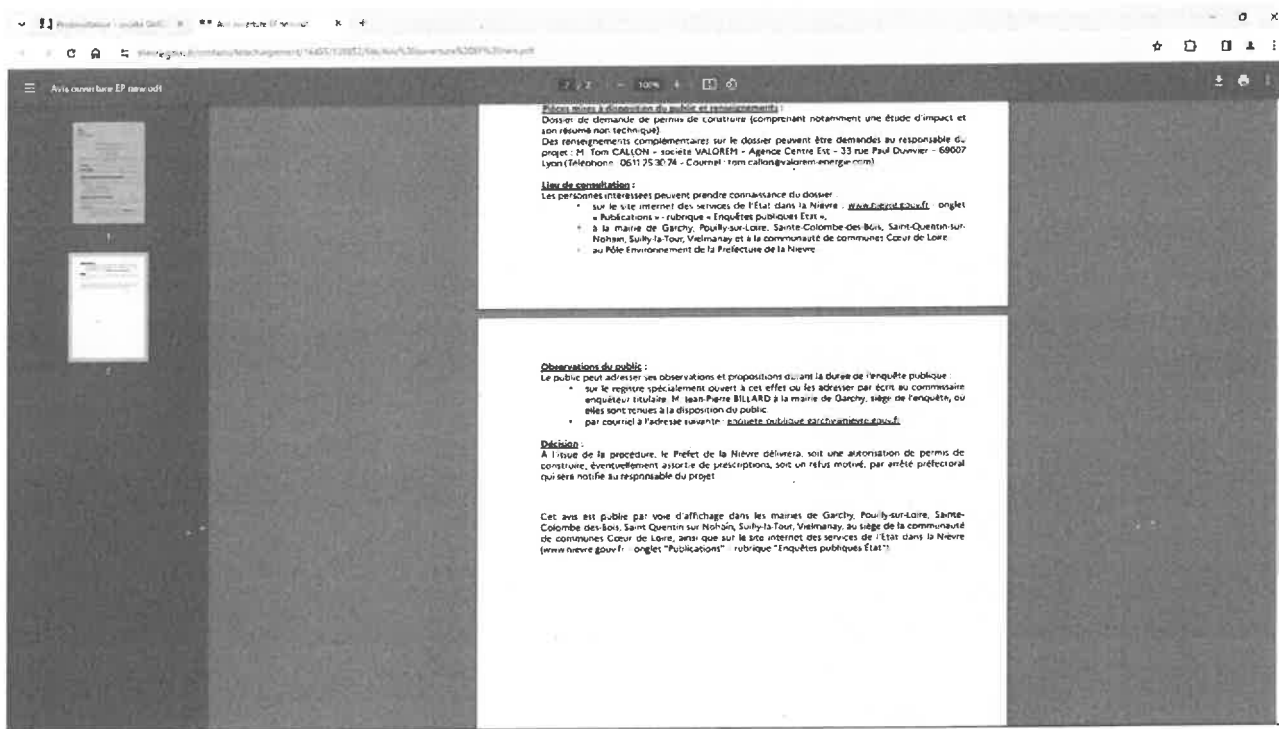 Avis ouverture EP new odt
2 / 2
100%
Pièces mises à disposition du public et renseignements :
Dossier de demande de permis de construire (comprenant notamment une étude d'impact et
son résumé non technique)
Des renseignements complémentaires sur le dossier peuvent être demandes au responsable du
projet : M. Tom CALLON - société VALOREM - Agence Centre Est - 33 rue Paul Duvivier - 69007
Lyon (Téléphone : 06 11 25 30 74 - Courriel : tom.callon@valorem-energie.com)
Lieu de consultation :
Les personnes intéressées peuvent prendre connaissance du dossier
sur le site internet des services de l'État dans la Nièvre : www.nievre.gouv.fr - onglet
« Publications » - rubrique « Enquêtes publiques État »,
à la mairie de Garchy, Pouilly-sur-Loire, Sainte-Colombe-des-Bois, Saint-Quentin-sur-
Nohain, Suilly-la-Tour, Vielmanay et à la communauté de communes Cœur de Loire
au Pôle Environnement de la Préfecture de la Nièvre
1
2
Observations du public :
Le public peut adresser ses observations et propositions durant la durée de l'enquête publique :
sur le registre spécialement ouvert à cet effet ou les adresser par écrit au commissaire
enquêteur titulaire, M. Jean-Pierre BILLARD à la mairie de Garchy, siège de l'enquête, où
elles sont tenues à la disposition du public
par courriel à l'adresse suivante : enquete.publique.garchy@nievre.gouv.fr
Décision :
À l'issue de la procédure, le Préfet de la Nièvre délivrera, soit une autorisation de permis de
construire, éventuellement assortie de prescriptions, soit un refus motivé, par arrêté préfectoral
qui sera notifié au responsable du projet
Cet avis est publié par voie d'affichage dans les mairies de Garchy, Pouilly-sur-Loire, Sainte-
Colombe-des-Bois, Saint Quentin sur Nohain, Suilly-la-Tour, Vielmanay, au siège de la communauté
de communes Cœur de Loire, ainsi que sur le site internet des services de l'État dans la Nièvre
(www.nievre.gouv.fr - onglet "Publications" - rubrique "Enquêtes publiques État")